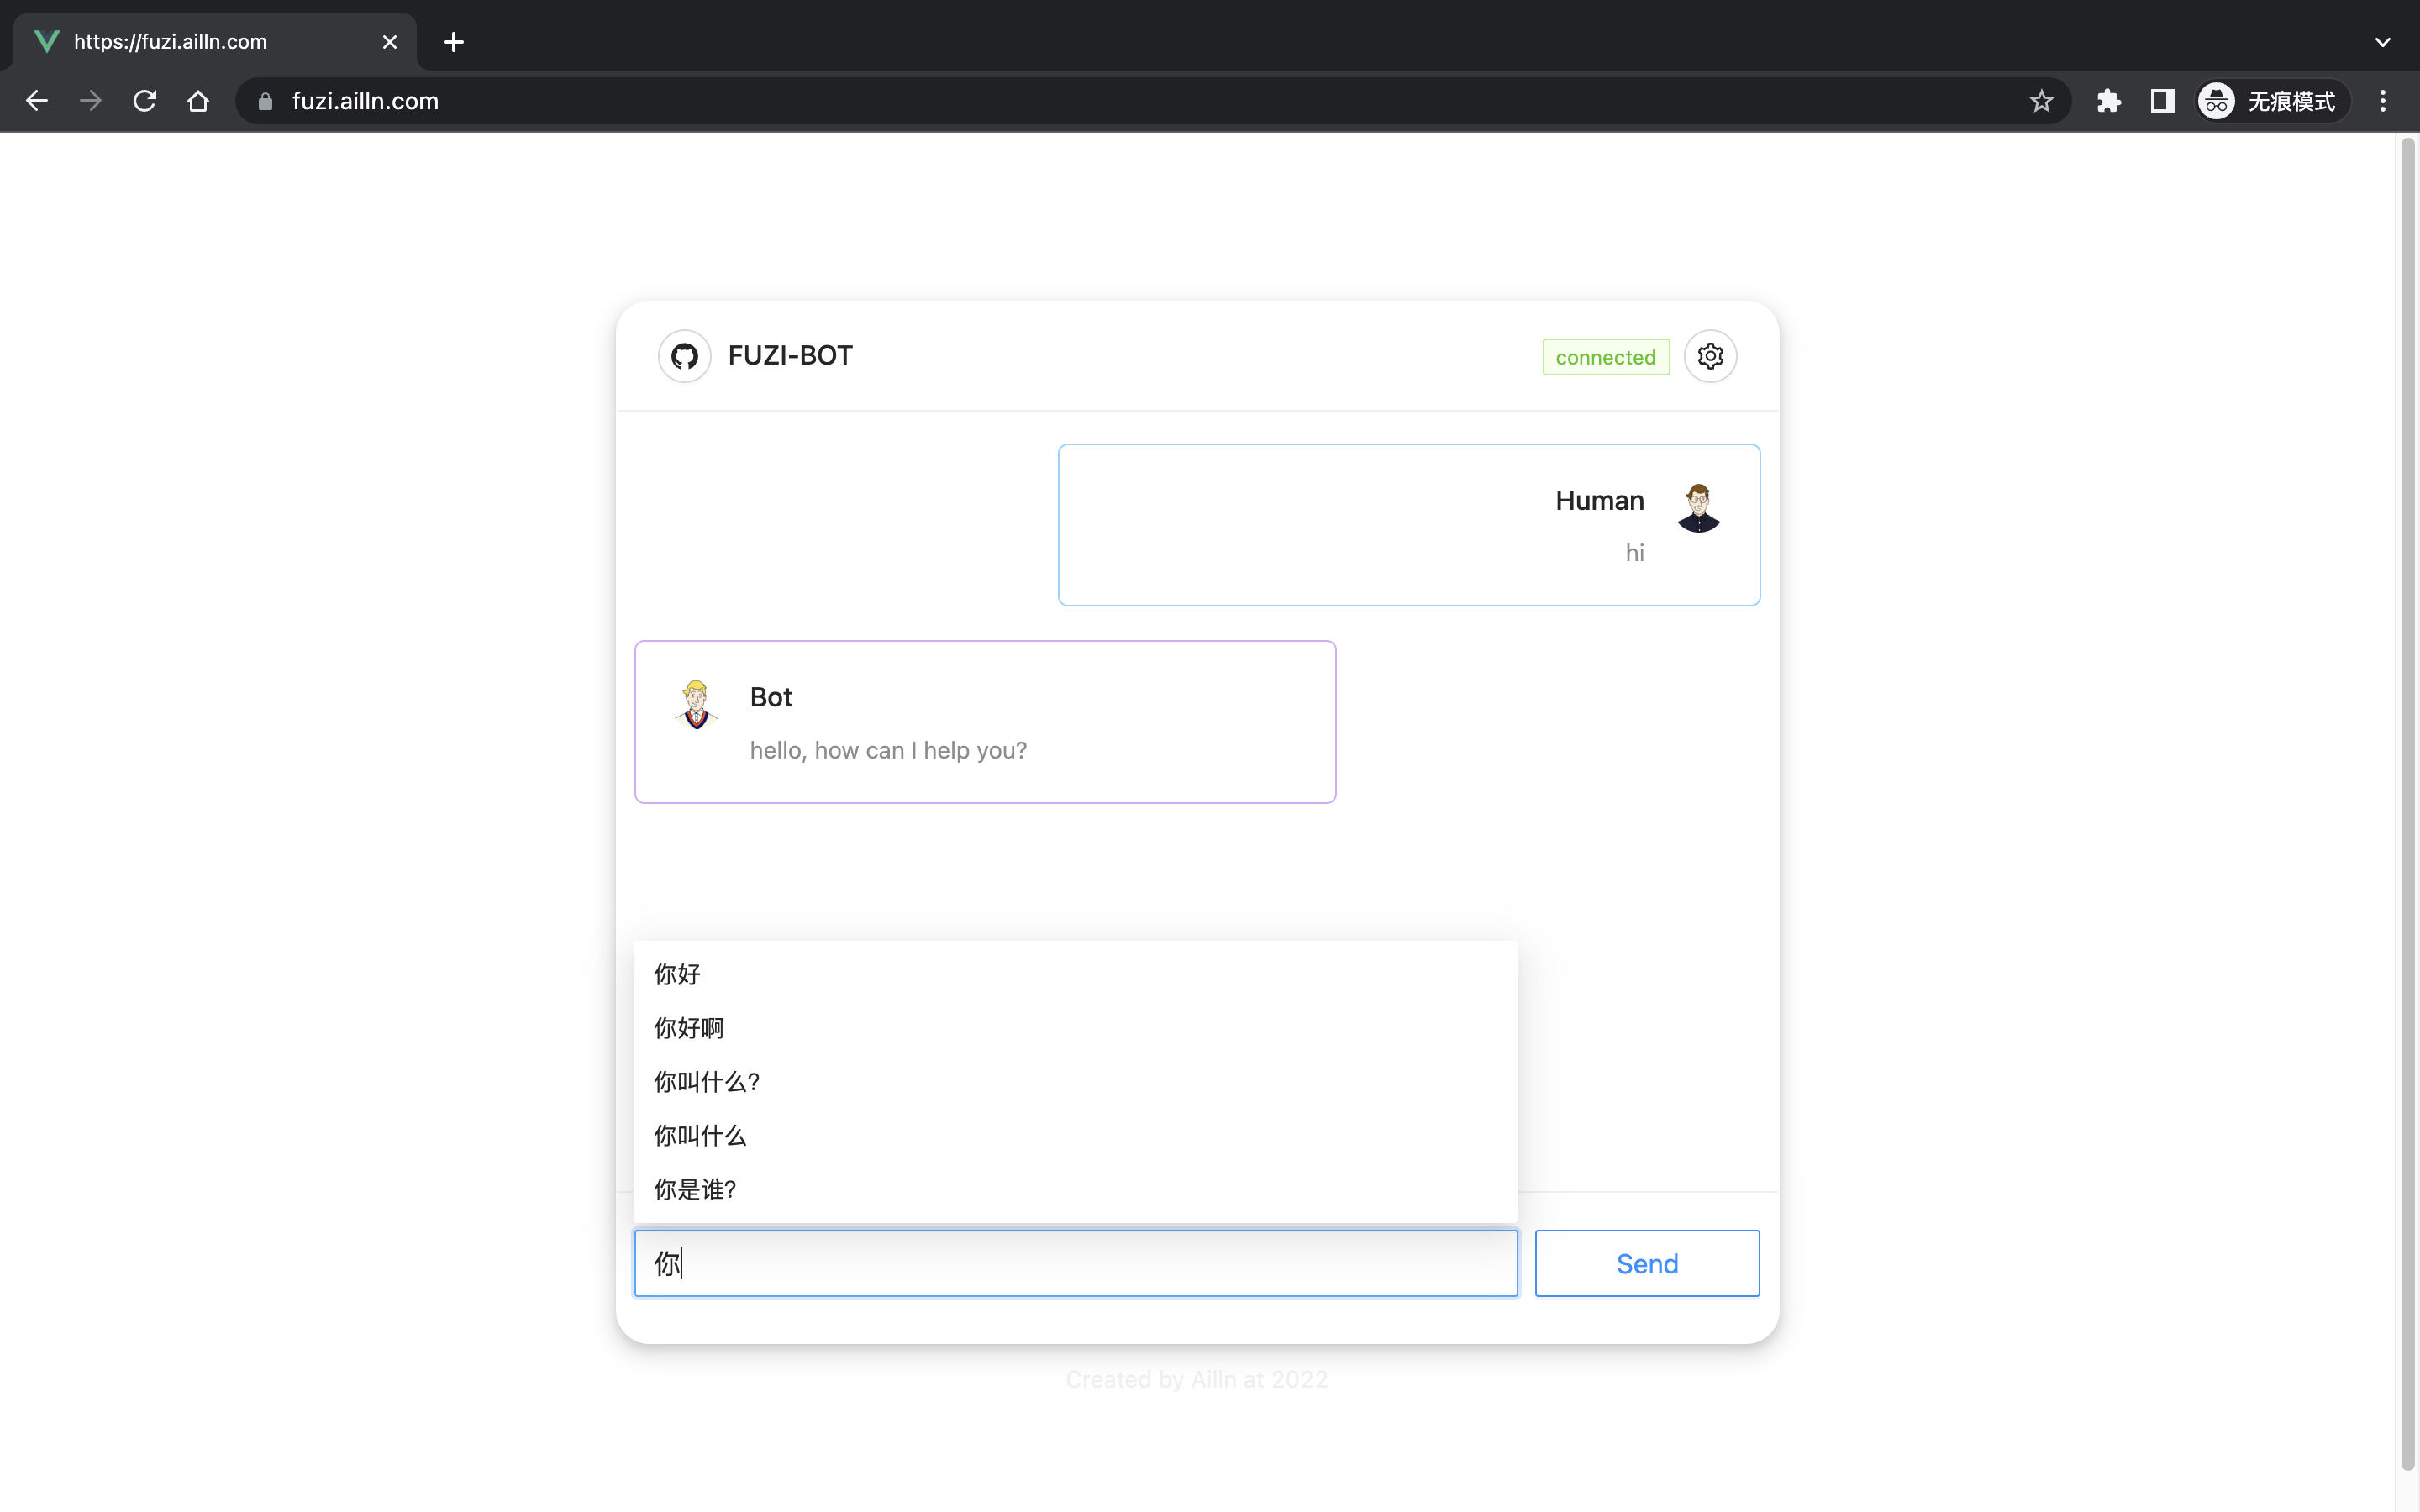 https://fuzi.ailln.com
fuzi.ailln.com
无痕模式
FUZI-BOT
connected
Human
hi
Bot
hello, how can I help you?
你好
你好啊
你叫什么?
你叫什么
你是谁?
你
Send
Created by Ailln at 2022